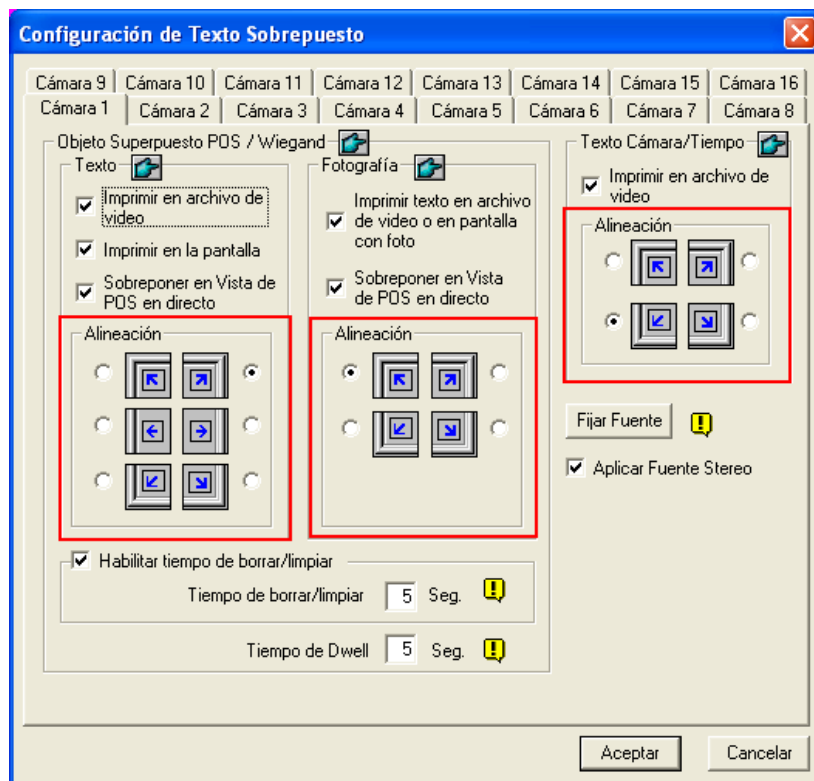 Configuración de Texto Sobrepuesto
Cámara 9 Cámara 10 Cámara 11 Cámara 12 Cámara 13 Cámara 14 Cámara 15 Cámara 16
Cámara 1 Cámara 2 Cámara 3 Cámara 4 Cámara 5 Cámara 6 Cámara 7 Cámara 8
Objeto Superpuesto POS / Wiegand
Texto
Imprimir en archivo de
video
Imprimir en la pantalla
Sobreponer en Vista de
POS en directo
Alineación
Fotografía
Imprimir texto en archivo
de video o en pantalla
con foto
Sobreponer en Vista
de POS en directo
Alineación
Habilitar tiempo de borrar/limpiar
Tiempo de borrar/limpiar 5 Seg.
Tiempo de Dwell 5 Seg.
Texto Cámara/Tiempo
Imprimir en archivo de
video
Alineación
Fijar Fuente
Aplicar Fuente Stereo
Aceptar Cancelar